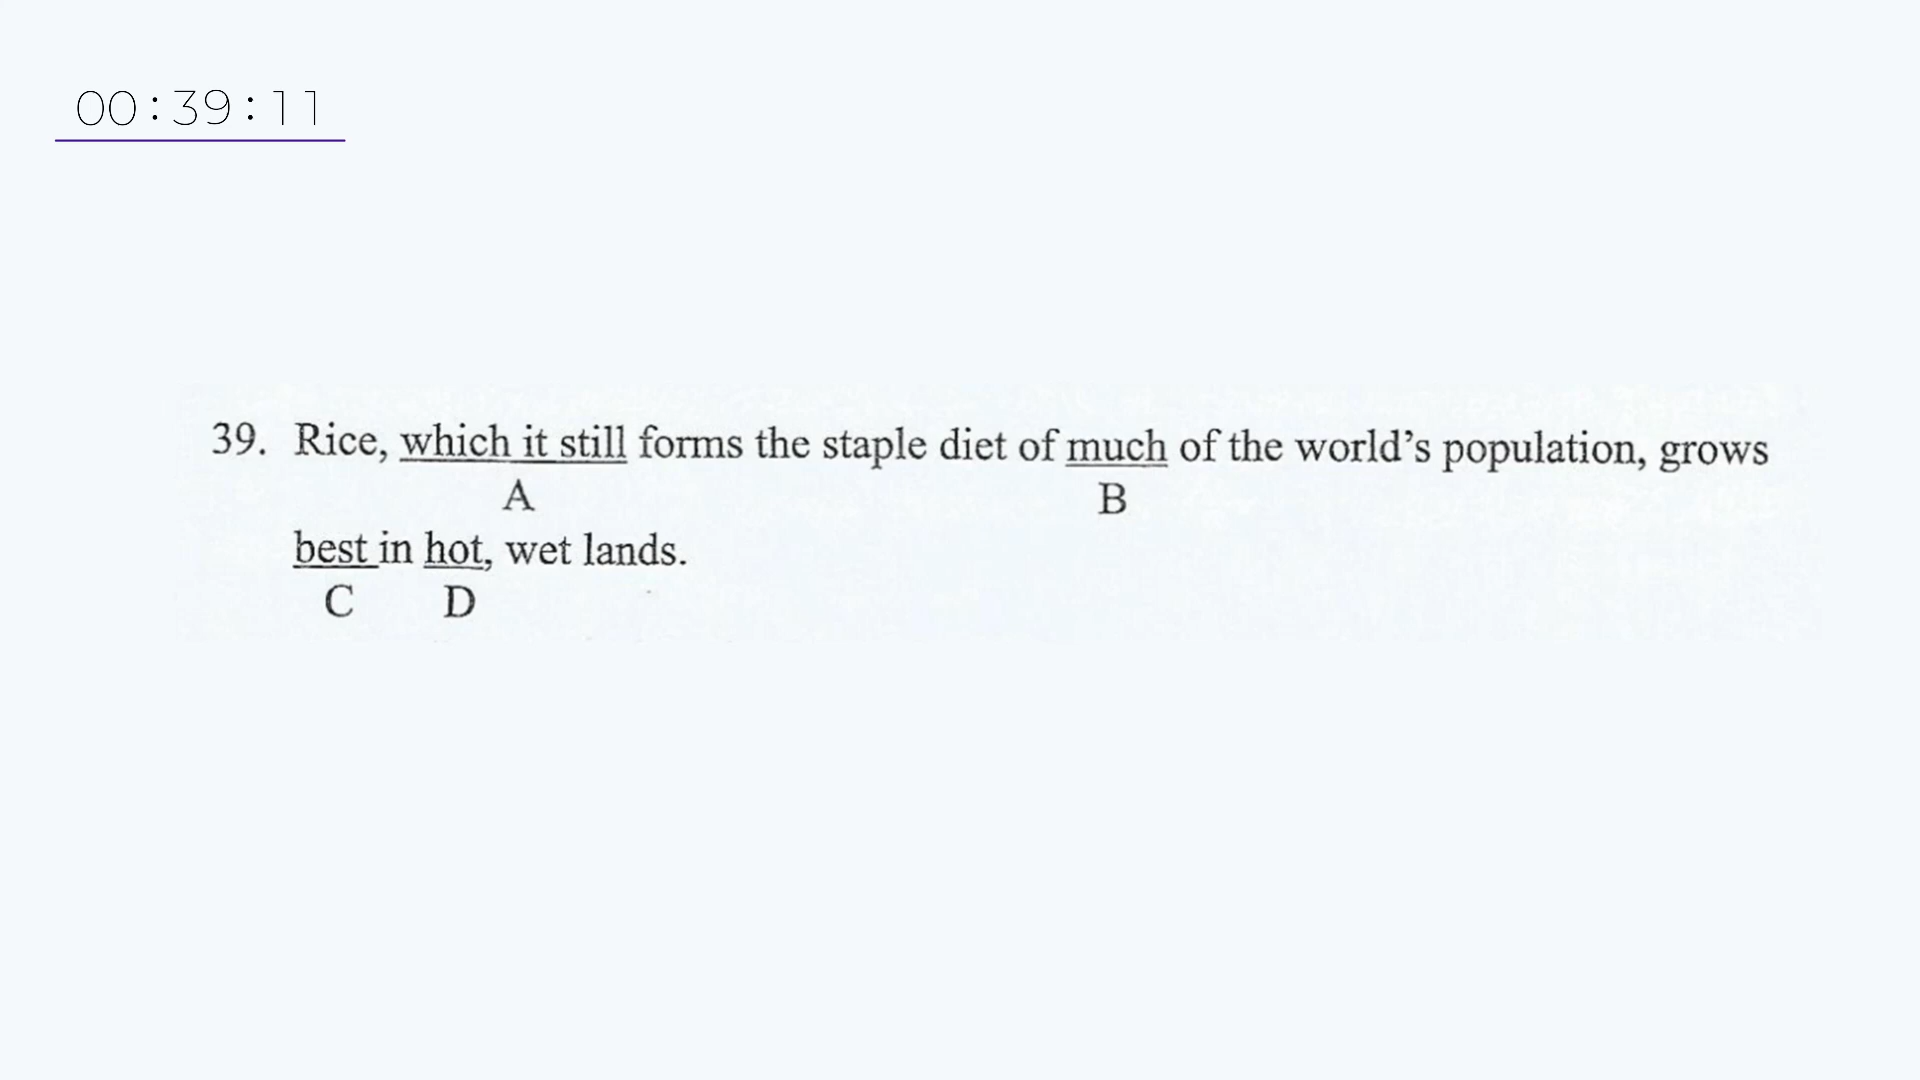 00:39:11
39. Rice, which it still forms the staple diet of much of the world's population, grows
A B
best in hot, wet lands.
C D